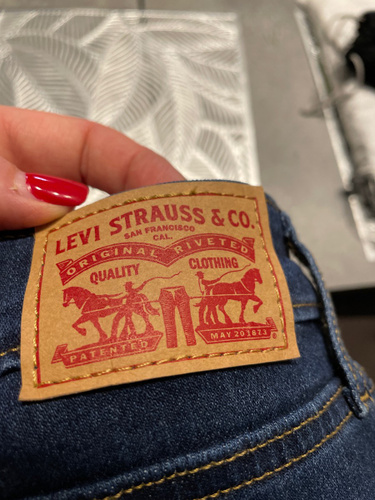 LEVI STRAUSS & CO.
SAN FRANCISCO
CAL.
ORIGINAL RIVETED
QUALITY CLOTHING
PATENTED MAY 20 1873